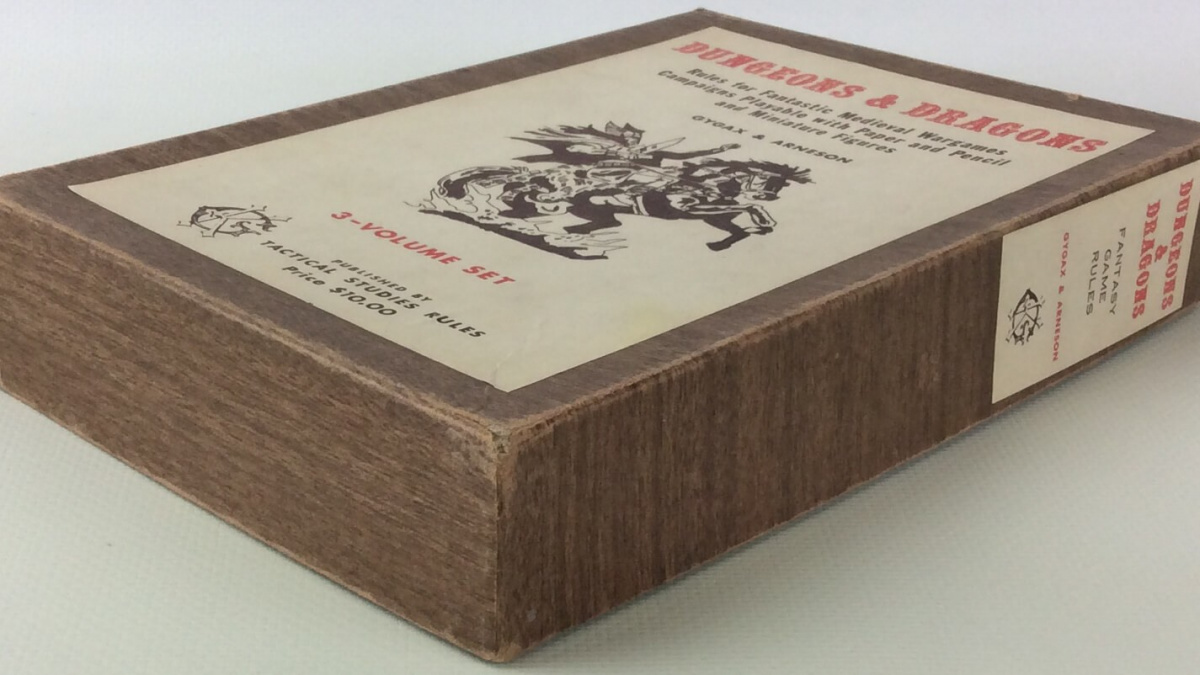 DUNGEONS & DRAGONS
Rules for Fantastic Medieval Wargames
Campaigns Playable with Paper and Pencil
and Miniature Figures
GYGAX & ARNESON
3-VOLUME SET
PUBLISHED BY
TACTICAL STUDIES RULES
Price $10.00
DUNGEONS
&
DRAGONS
FANTASY
GAME
RULES
GYGAX & ARNESON